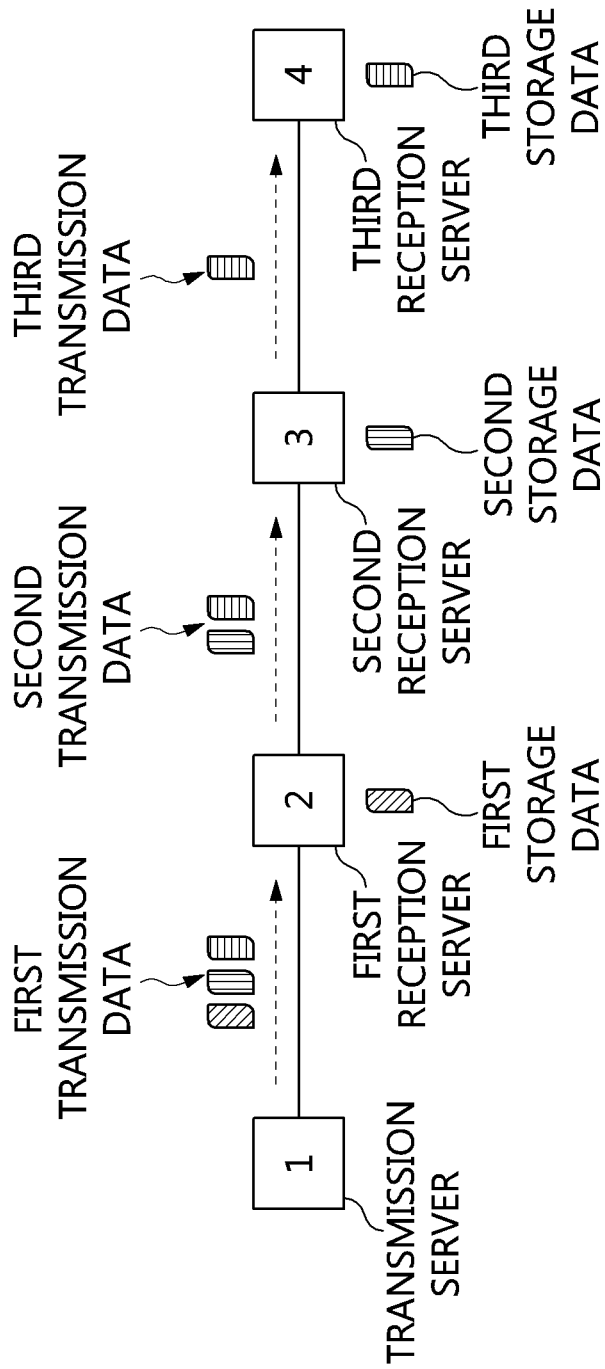 FIRST
TRANSMISSION
DATA
SECOND
TRANSMISSION
DATA
THIRD
TRANSMISSION
DATA
1
2
3
4
TRANSMISSION
SERVER
FIRST
RECEPTION
SERVER
SECOND
RECEPTION
SERVER
THIRD
RECEPTION
SERVER
FIRST
STORAGE
DATA
SECOND
STORAGE
DATA
THIRD
STORAGE
DATA